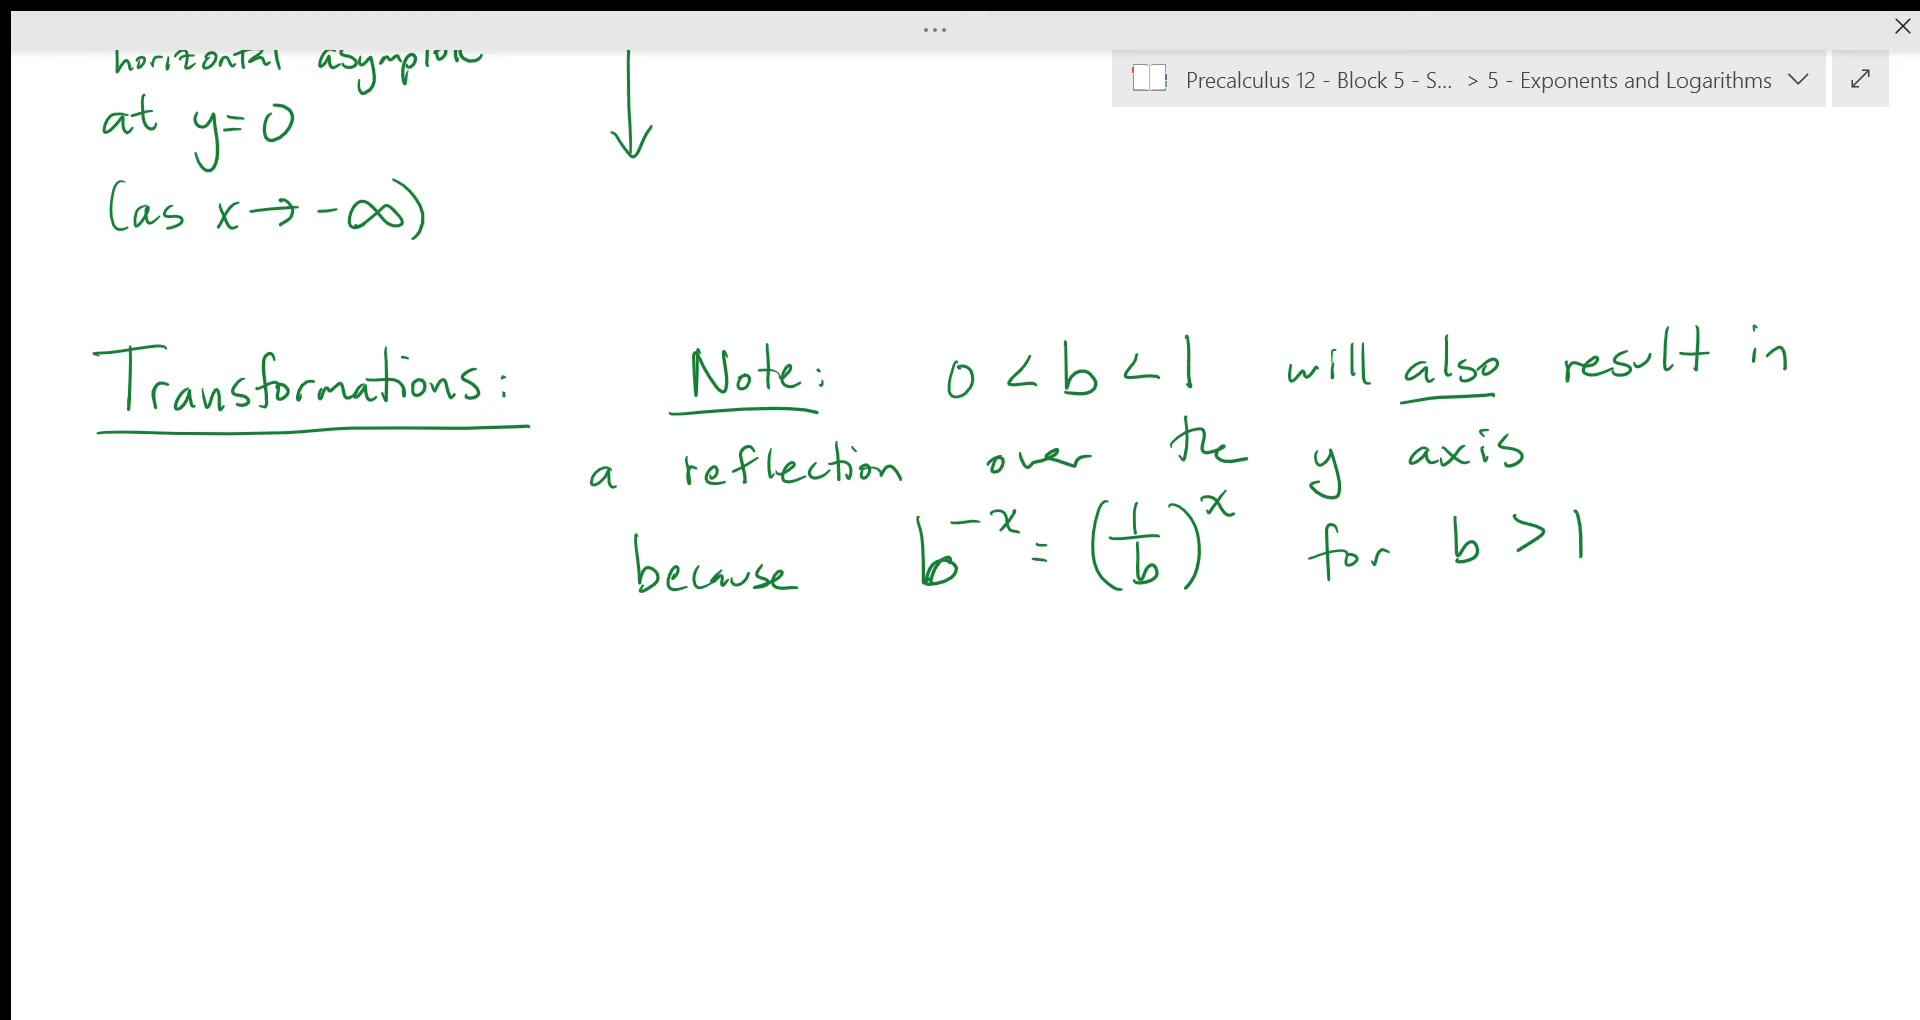 ...
Precalculus 12 - Block 5 - S... > 5 - Exponents and Logarithms
horizontal asymptote
at y=0
(as x→-∞)
Transformations:
Note: 0 < b < 1 will also result in
a reflection over the y axis
because b^{-x} = (1/b)^x for b > 1